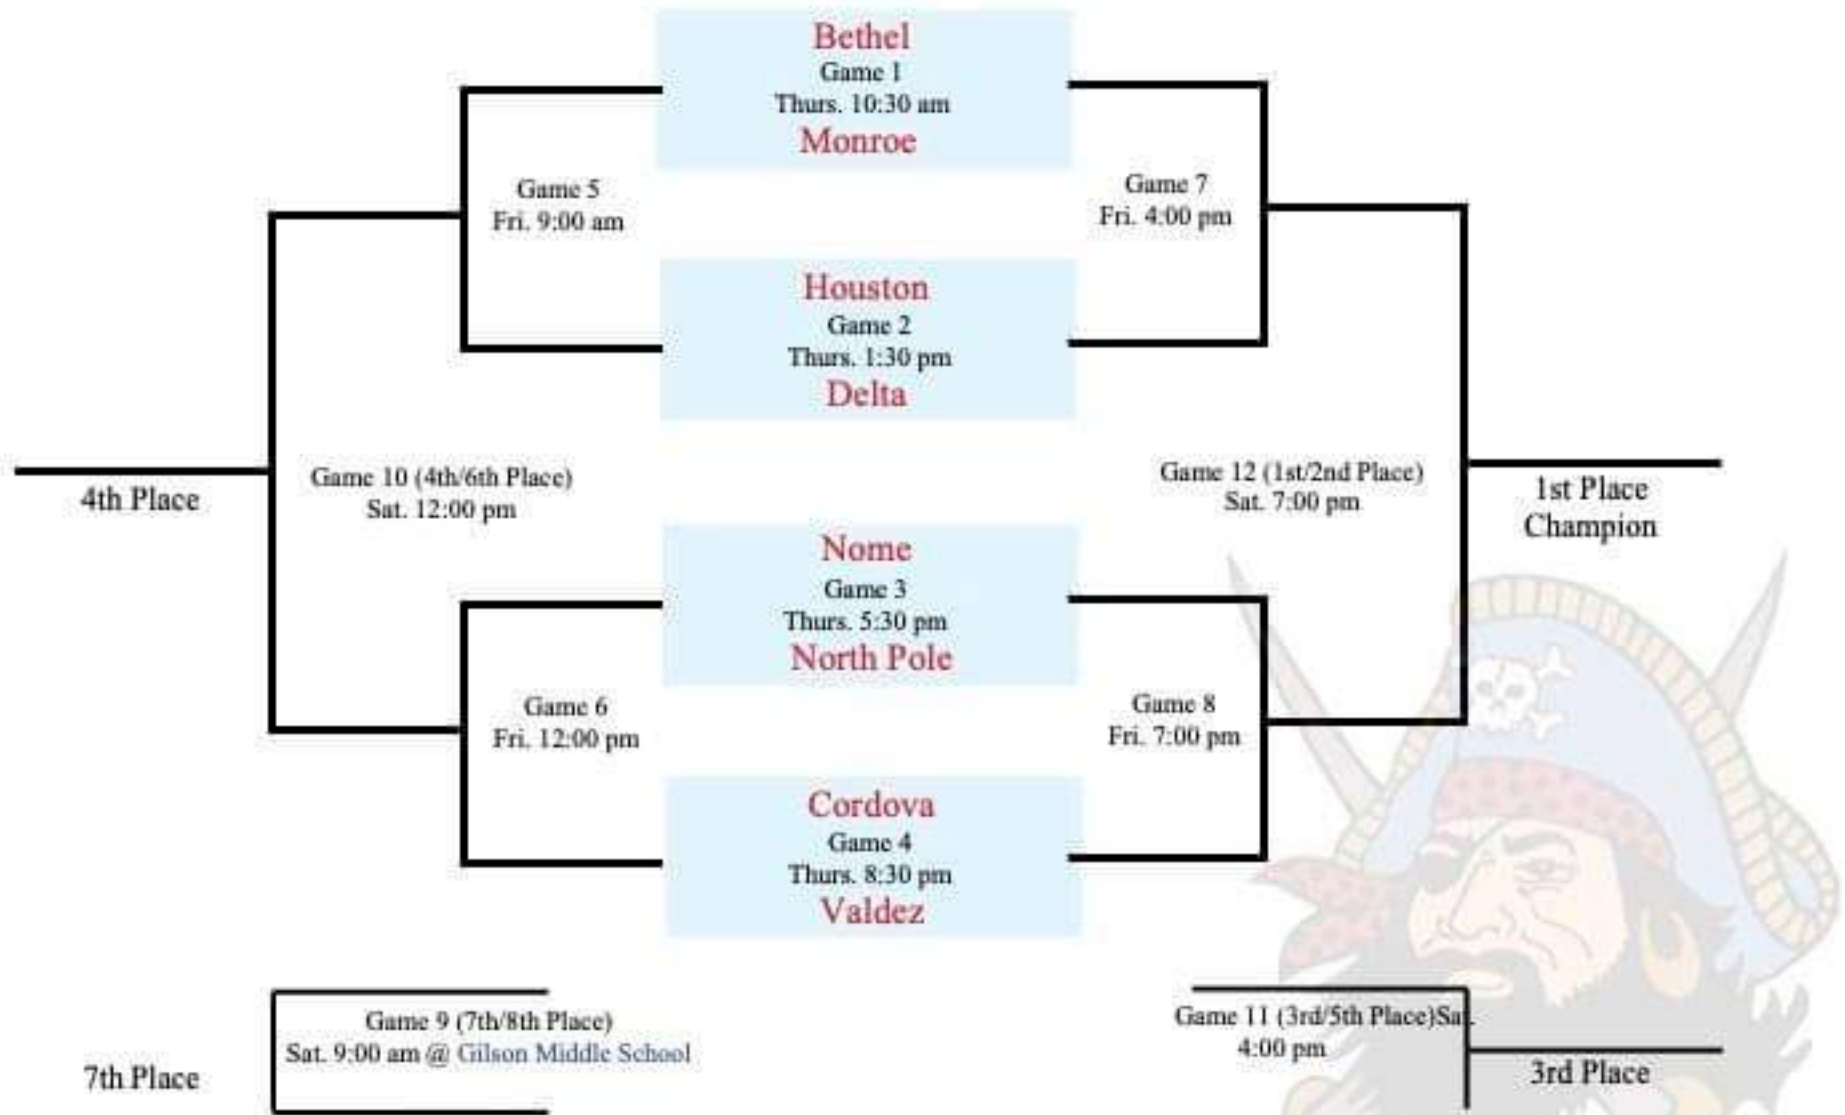 Bethel
Game 1
Thurs. 10:30 am
Monroe
Game 5
Fri. 9:00 am
Game 7
Fri. 4:00 pm
Houston
Game 2
Thurs. 1:30 pm
Delta
4th Place
Game 10 (4th/6th Place)
Sat. 12:00 pm
Game 12 (1st/2nd Place)
Sat. 7:00 pm
1st Place
Champion
Nome
Game 3
Thurs. 5:30 pm
North Pole
Game 6
Fri. 12:00 pm
Game 8
Fri. 7:00 pm
Cordova
Game 4
Thurs. 8:30 pm
Valdez
Game 9 (7th/8th Place)
Sat. 9:00 am @ Gilson Middle School
7th Place
Game 11 (3rd/5th Place)Sat.
4:00 pm
3rd Place